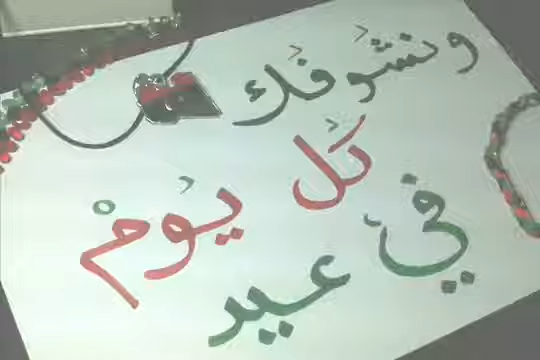 ونشوفك
كل يوم
في عيد